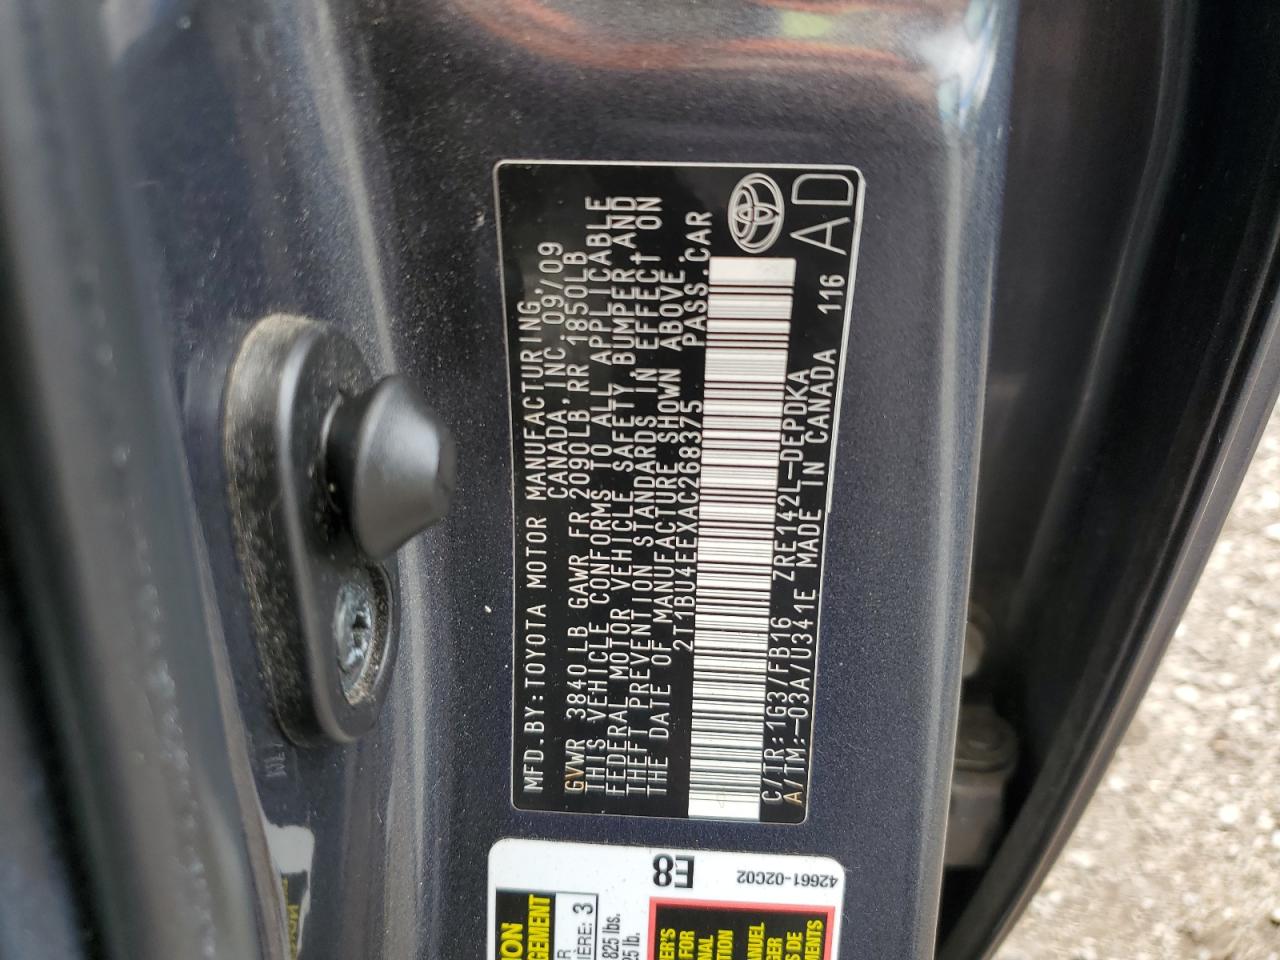 MFD.BY:TOYOTA MOTOR MANUFACTURING,
CANADA,INC.09/09
GVWR 3840LB GAWR FR 2090LB,RR 1850LB
THIS VEHICLE CONFORMS TO ALL APPLICABLE
FEDERAL MOTOR VEHICLE SAFETY, BUMPER, AND
THEFT PREVENTION STANDARDS IN EFFECT ON
THE DATE OF MANUFACTURE SHOWN ABOVE.
2T1BU4EEXAC268375 PASS.CAR
C/TR:1G3/FB16 ZRE142L-DEPDKA
A/TM:-03A/U341E MADE IN CANADA 116
AD
E8
42661-02C02
825 lbs.